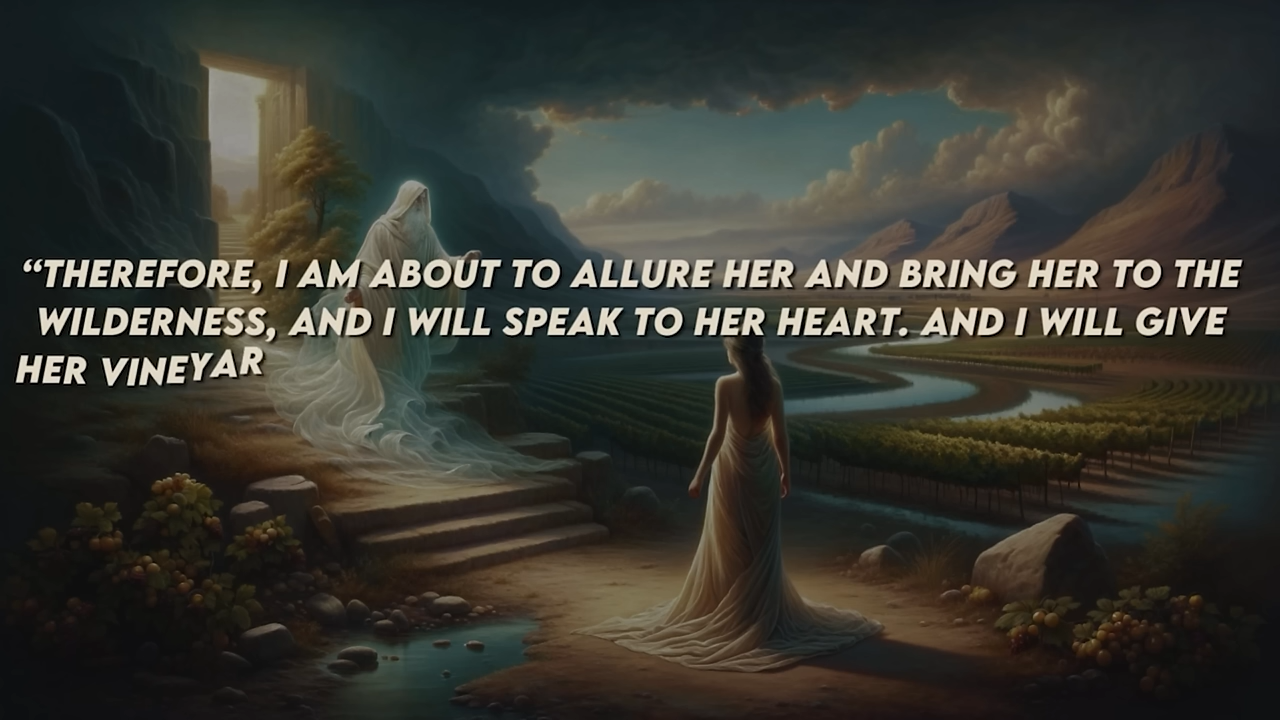 “THEREFORE, I AM ABOUT TO ALLURE HER AND BRING HER TO THE
WILDERNESS, AND I WILL SPEAK TO HER HEART. AND I WILL GIVE
HER VINEYAR